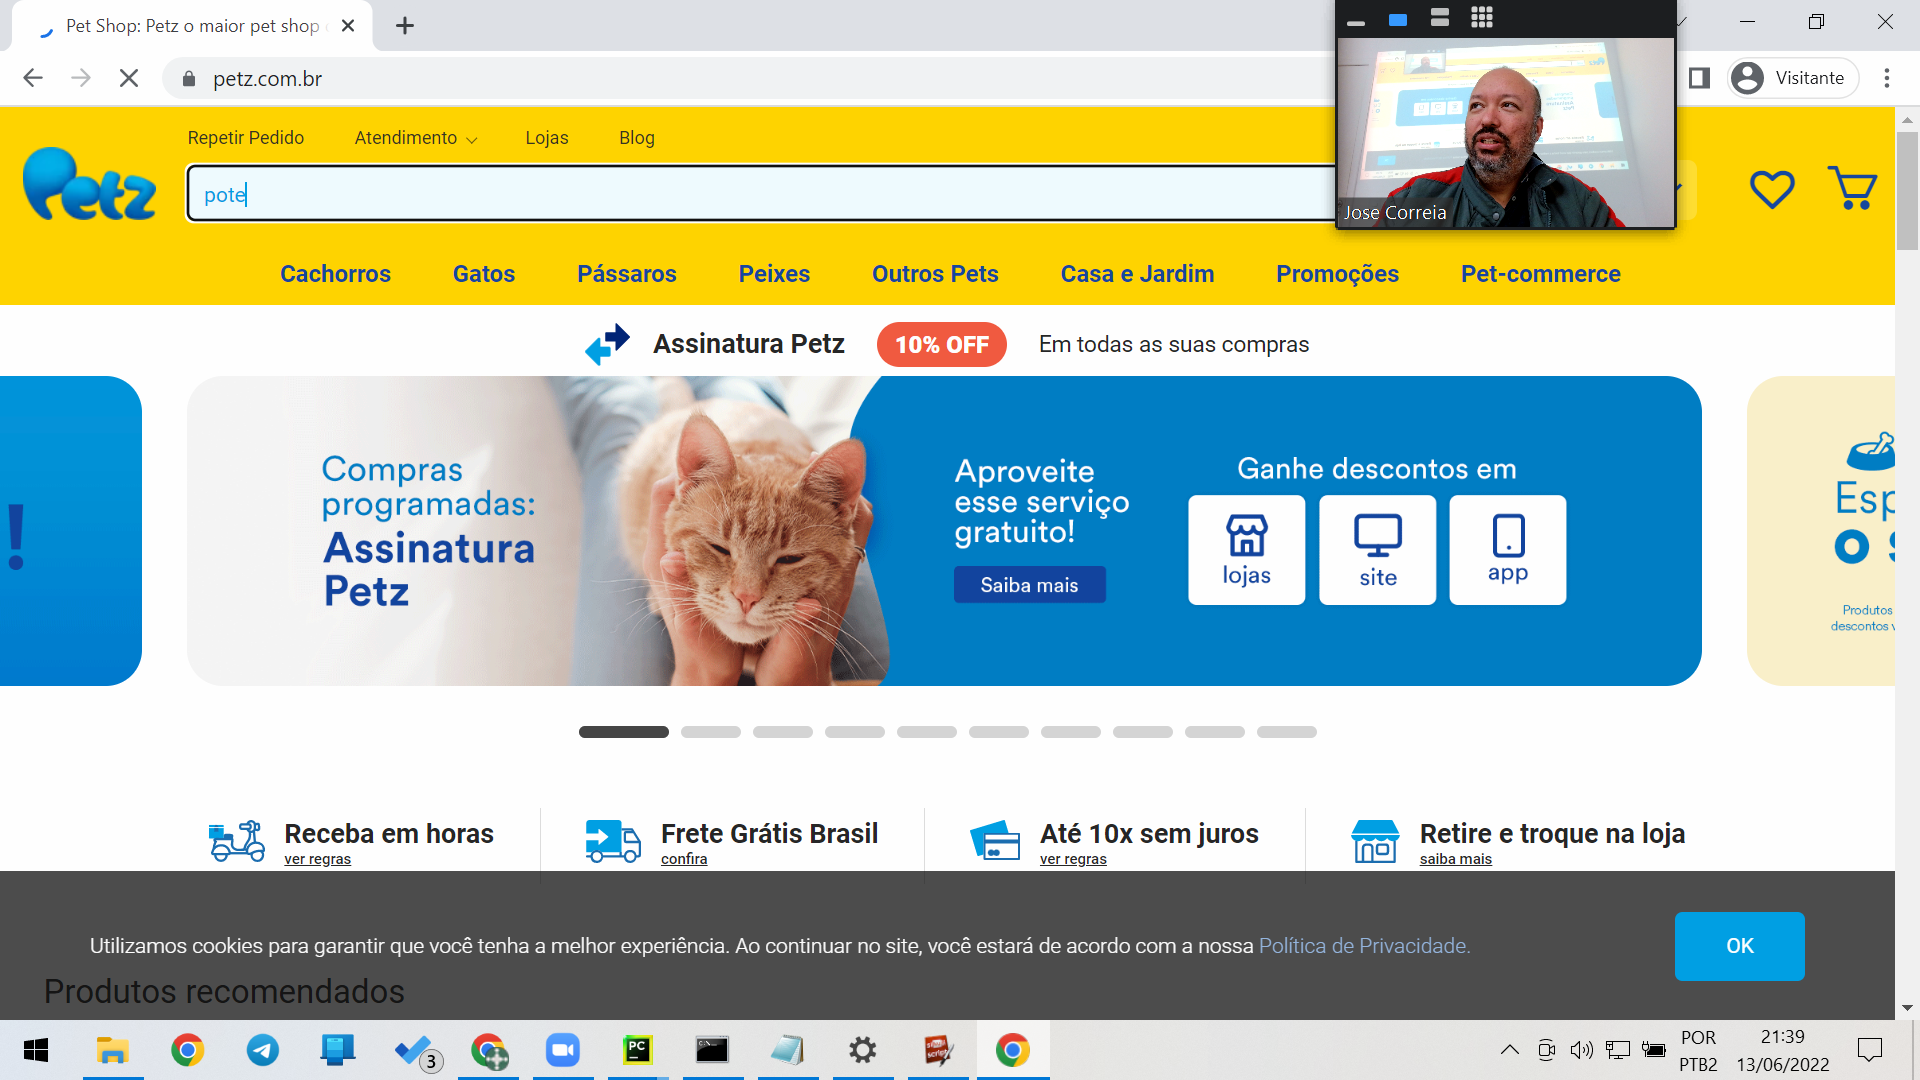 Pet Shop: Petz o maior pet shop
petz.com.br
Visitante
Repetir Pedido
Atendimento
Lojas
Blog
Petz
pote
Jose Correia
Cachorros
Gatos
Pássaros
Peixes
Outros Pets
Casa e Jardim
Promoções
Pet-commerce
Assinatura Petz
10% OFF
Em todas as suas compras
!
Compras
programadas:
Assinatura
Petz
Aproveite
esse serviço
gratuito!
Saiba mais
Ganhe descontos em
lojas
site
app
Esp
o
Produtos
descontos v
Receba em horas
ver regras
Frete Grátis Brasil
confira
Até 10x sem juros
ver regras
Retire e troque na loja
saiba mais
Utilizamos cookies para garantir que você tenha a melhor experiência. Ao continuar no site, você estará de acordo com a nossa Política de Privacidade.
OK
Produtos recomendados
3
PC
POR
PTB2
21:39
13/06/2022